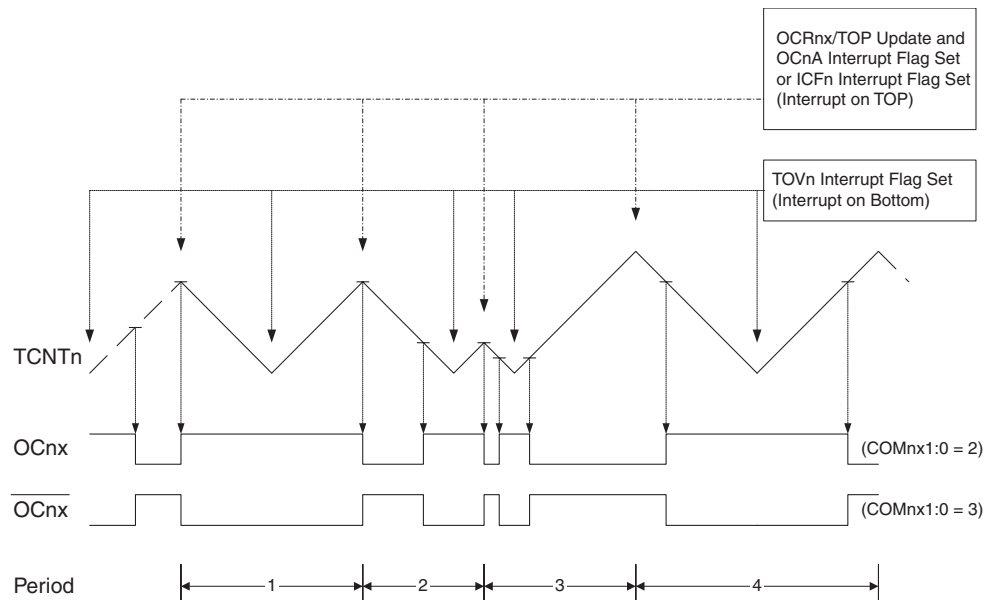 OCRnx/TOP Update and
OCnA Interrupt Flag Set
or ICFn Interrupt Flag Set
(Interrupt on TOP)
TOVn Interrupt Flag Set
(Interrupt on Bottom)
TCNTn
OCnx
(COMnx1:0 = 2)
OCnx
(COMnx1:0 = 3)
Period
1
2
3
4